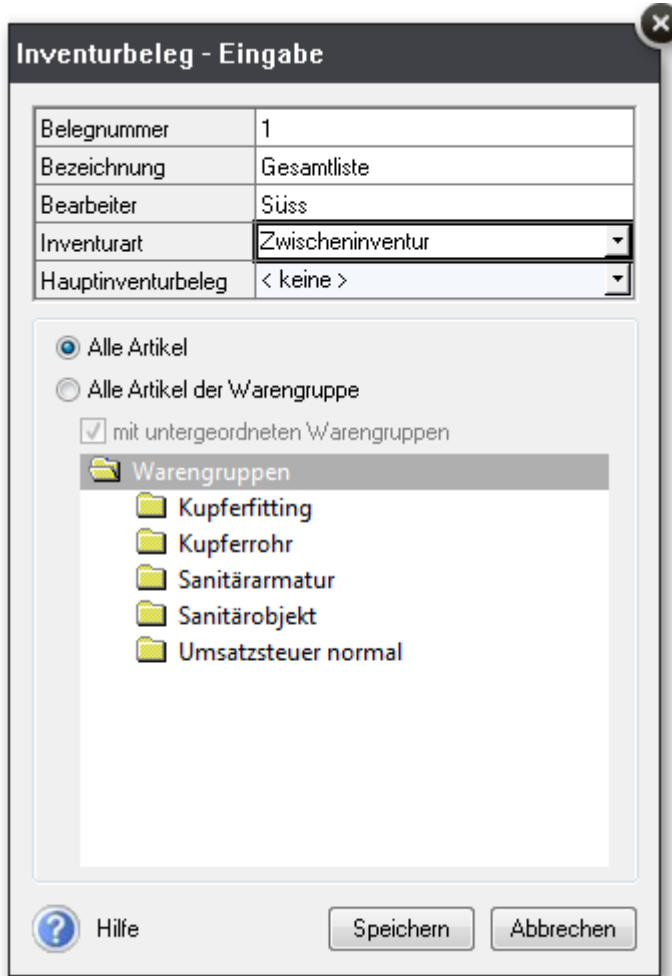 Inventurbeleg - Eingabe
Belegnummer 1
Bezeichnung Gesamtliste
Bearbeiter Süss
Inventurart Zwischeninventur
Hauptinventurbeleg < keine >
Alle Artikel
Alle Artikel der Warengruppe
mit untergeordneten Warengruppen
Warengruppen
Kupferfitting
Kupferrohr
Sanitärarmatur
Sanitärobjekt
Umsatzsteuer normal
Hilfe Speichern Abbrechen